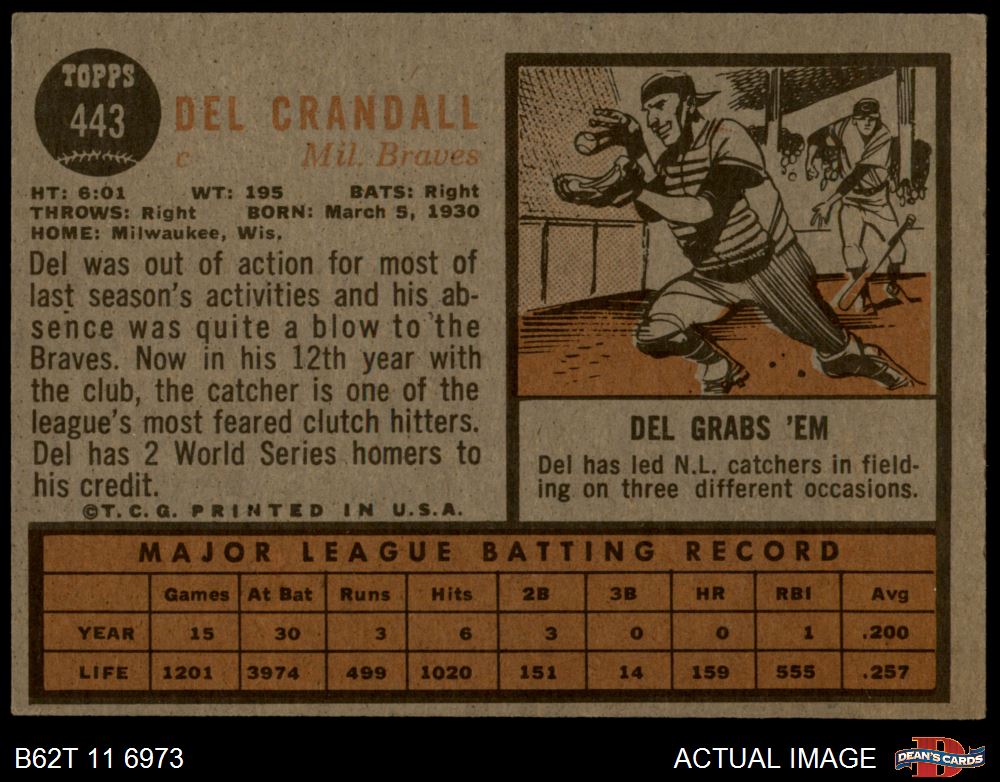 TOPPS
443
DEL CRANDALL
c Mil. Braves
HT: 6:01 WT: 195 BATS: Right
THROWS: Right BORN: March 5, 1930
HOME: Milwaukee, Wis.
Del was out of action for most of
last season's activities and his ab-
sence was quite a blow to the
Braves. Now in his 12th year with
the club, the catcher is one of the
league's most feared clutch hitters.
Del has 2 World Series homers to
his credit.
©T.C.G. PRINTED IN U.S.A.
DEL GRABS 'EM
Del has led N.L. catchers in field-
ing on three different occasions.
MAJOR LEAGUE BATTING RECORD
Games At Bat Runs Hits 2B 3B HR RBI Avg
YEAR 15 30 3 6 3 0 0 1 .200
LIFE 1201 3974 499 1020 151 14 159 555 .257
B62T 11 6973
ACTUAL IMAGE
D
DEAN'S CARDS